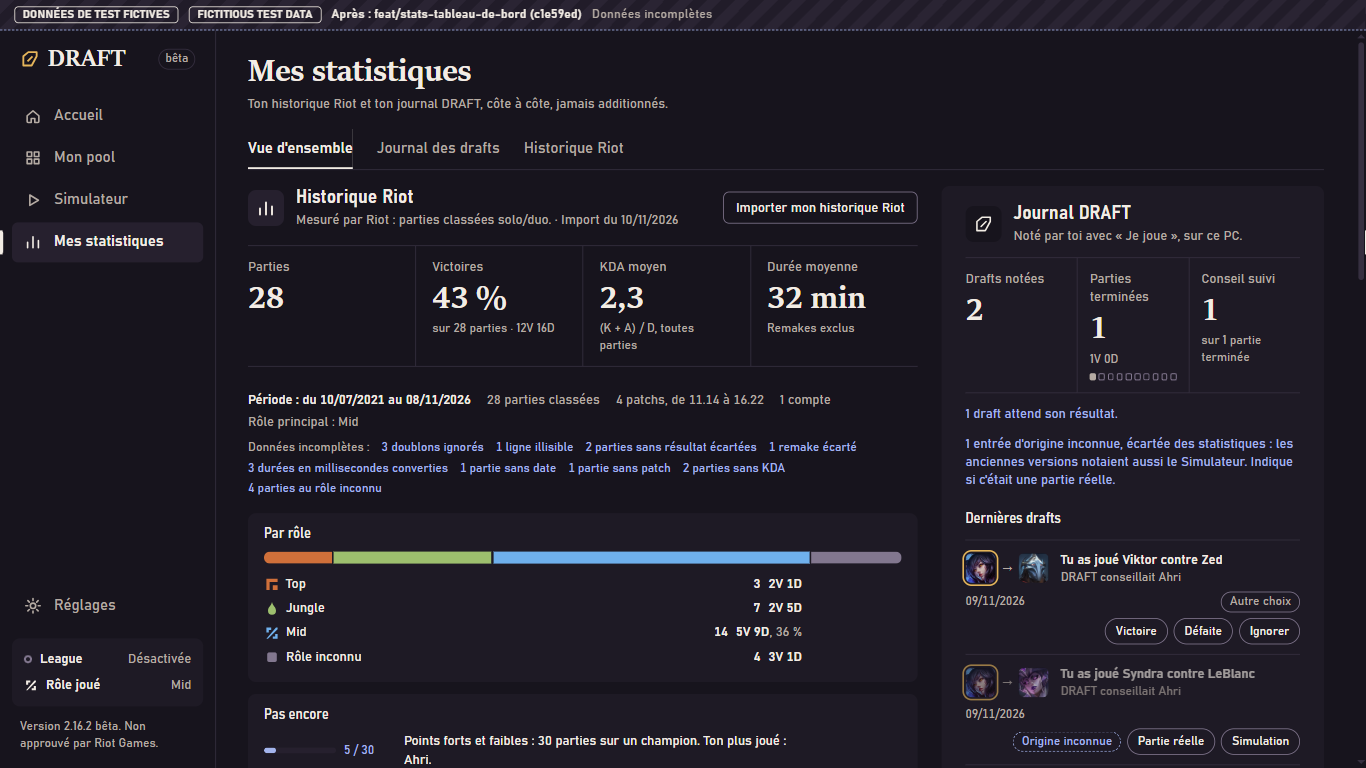 DONNÉES DE TEST FICTIVES FICTITIOUS TEST DATA Après : feat/stats-tableau-de-bord (c1e59ed) Données incomplètes
DRAFT bêta
Accueil
Mon pool
Simulateur
Mes statistiques
Réglages
League Désactivée
Rôle joué Mid
Version 2.16.2 bêta. Non
approuvé par Riot Games.
Mes statistiques
Ton historique Riot et ton journal DRAFT, côte à côte, jamais additionnés.
Vue d'ensemble Journal des drafts Historique Riot
Historique Riot
Mesuré par Riot : parties classées solo/duo. · Import du 10/11/2026
Importer mon historique Riot
Parties
28
Victoires
43 %
sur 28 parties · 12V 16D
KDA moyen
2,3
(K + A) / D, toutes
parties
Durée moyenne
32 min
Remakes exclus
Période : du 10/07/2021 au 08/11/2026 28 parties classées 4 patchs, de 11.14 à 16.22 1 compte
Rôle principal : Mid
Données incomplètes : 3 doublons ignorés 1 ligne illisible 2 parties sans résultat écartées 1 remake écarté
3 durées en millisecondes converties 1 partie sans date 1 partie sans patch 2 parties sans KDA
4 parties au rôle inconnu
Par rôle
Top 3 2V 1D
Jungle 7 2V 5D
Mid 14 5V 9D, 36 %
Rôle inconnu 4 3V 1D
Pas encore
5 / 30
Points forts et faibles : 30 parties sur un champion. Ton plus joué :
Ahri.
Journal DRAFT
Noté par toi avec « Je joue », sur ce PC.
Drafts notées
2
Parties
terminées
1
1V 0D
Conseil suivi
1
sur 1 partie
terminée
1 draft attend son résultat.
1 entrée d'origine inconnue, écartée des statistiques : les
anciennes versions notaient aussi le Simulateur. Indique
si c'était une partie réelle.
Dernières drafts
Tu as joué Viktor contre Zed
DRAFT conseillait Ahri
09/11/2026 Autre choix
Victoire Défaite Ignorer
Tu as joué Syndra contre LeBlanc
DRAFT conseillait Ahri
09/11/2026
Origine inconnue Partie réelle Simulation